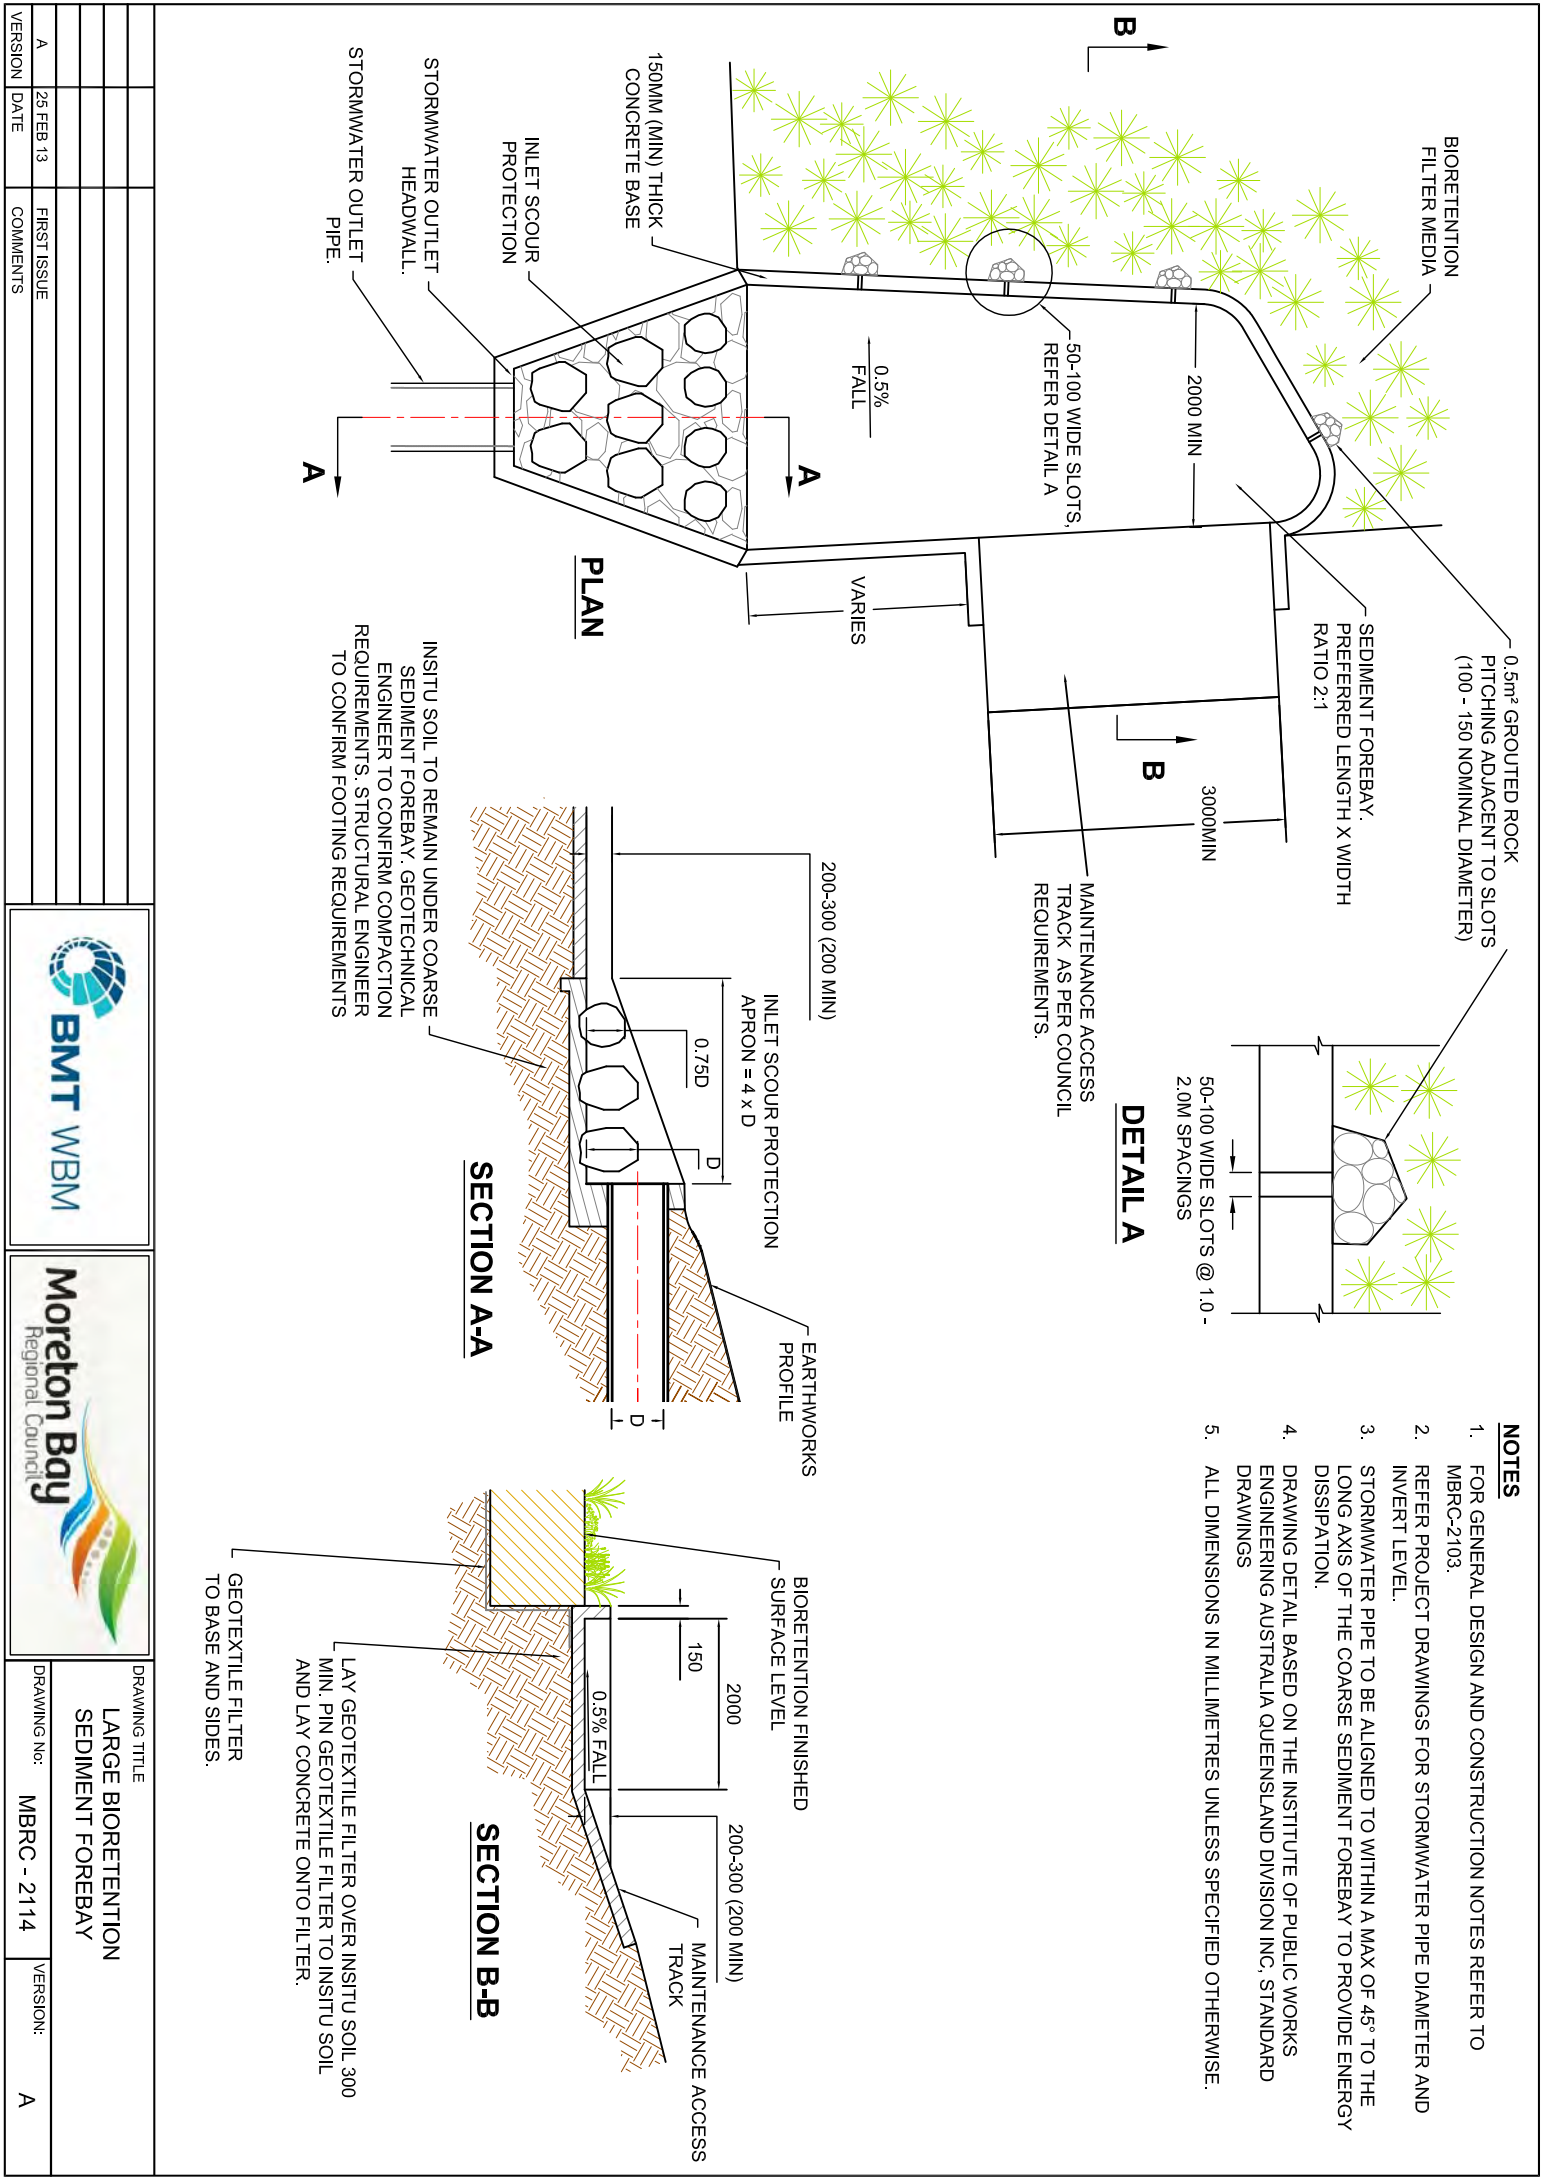 BIORETENTION
FILTER MEDIA
B
150MM (MIN) THICK
CONCRETE BASE
INLET SCOUR
PROTECTION
STORMWATER OUTLET
HEADWALL.
STORMWATER OUTLET
PIPE.
50-100 WIDE SLOTS,
REFER DETAIL A
2000 MIN
0.5%
FALL
A
A
PLAN
VARIES
0.5m² GROUTED ROCK
PITCHING ADJACENT TO SLOTS
(100 - 150 NOMINAL DIAMETER)
SEDIMENT FOREBAY.
PREFERRED LENGTH X WIDTH
RATIO 2:1
B
3000MIN
MAINTENANCE ACCESS
TRACK AS PER COUNCIL
REQUIREMENTS.
50-100 WIDE SLOTS @ 1.0 -
2.0M SPACINGS
DETAIL A
NOTES
1. FOR GENERAL DESIGN AND CONSTRUCTION NOTES REFER TO
MBRC-2103.
2. REFER PROJECT DRAWINGS FOR STORMWATER PIPE DIAMETER AND
INVERT LEVEL.
3. STORMWATER PIPE TO BE ALIGNED TO WITHIN A MAX OF 45° TO THE
LONG AXIS OF THE COARSE SEDIMENT FOREBAY TO PROVIDE ENERGY
DISSIPATION.
4. DRAWING DETAIL BASED ON THE INSTITUTE OF PUBLIC WORKS
ENGINEERING AUSTRALIA QUEENSLAND DIVISION INC, STANDARD
DRAWINGS
5. ALL DIMENSIONS IN MILLIMETRES UNLESS SPECIFIED OTHERWISE.
200-300 (200 MIN)
INLET SCOUR PROTECTION
APRON = 4 x D
0.75D
D
D
EARTHWORKS
PROFILE
INSITU SOIL TO REMAIN UNDER COARSE
SEDIMENT FOREBAY. GEOTECHNICAL
ENGINEER TO CONFIRM COMPACTION
REQUIREMENTS. STRUCTURAL ENGINEER
TO CONFIRM FOOTING REQUIREMENTS
SECTION A-A
BIORETENTION FINISHED
SURFACE LEVEL
2000
150
0.5% FALL
200-300 (200 MIN)
MAINTENANCE ACCESS
TRACK
SECTION B-B
LAY GEOTEXTILE FILTER OVER INSITU SOIL 300
MIN. PIN GEOTEXTILE FILTER TO INSITU SOIL
AND LAY CONCRETE ONTO FILTER.
GEOTEXTILE FILTER
TO BASE AND SIDES.
A 25 FEB 13 FIRST ISSUE
VERSION DATE COMMENTS
BMT WBM
Moreton Bay
Regional Council
DRAWING TITLE
LARGE BIORETENTION
SEDIMENT FOREBAY
DRAWING No: MBRC - 2114
VERSION: A